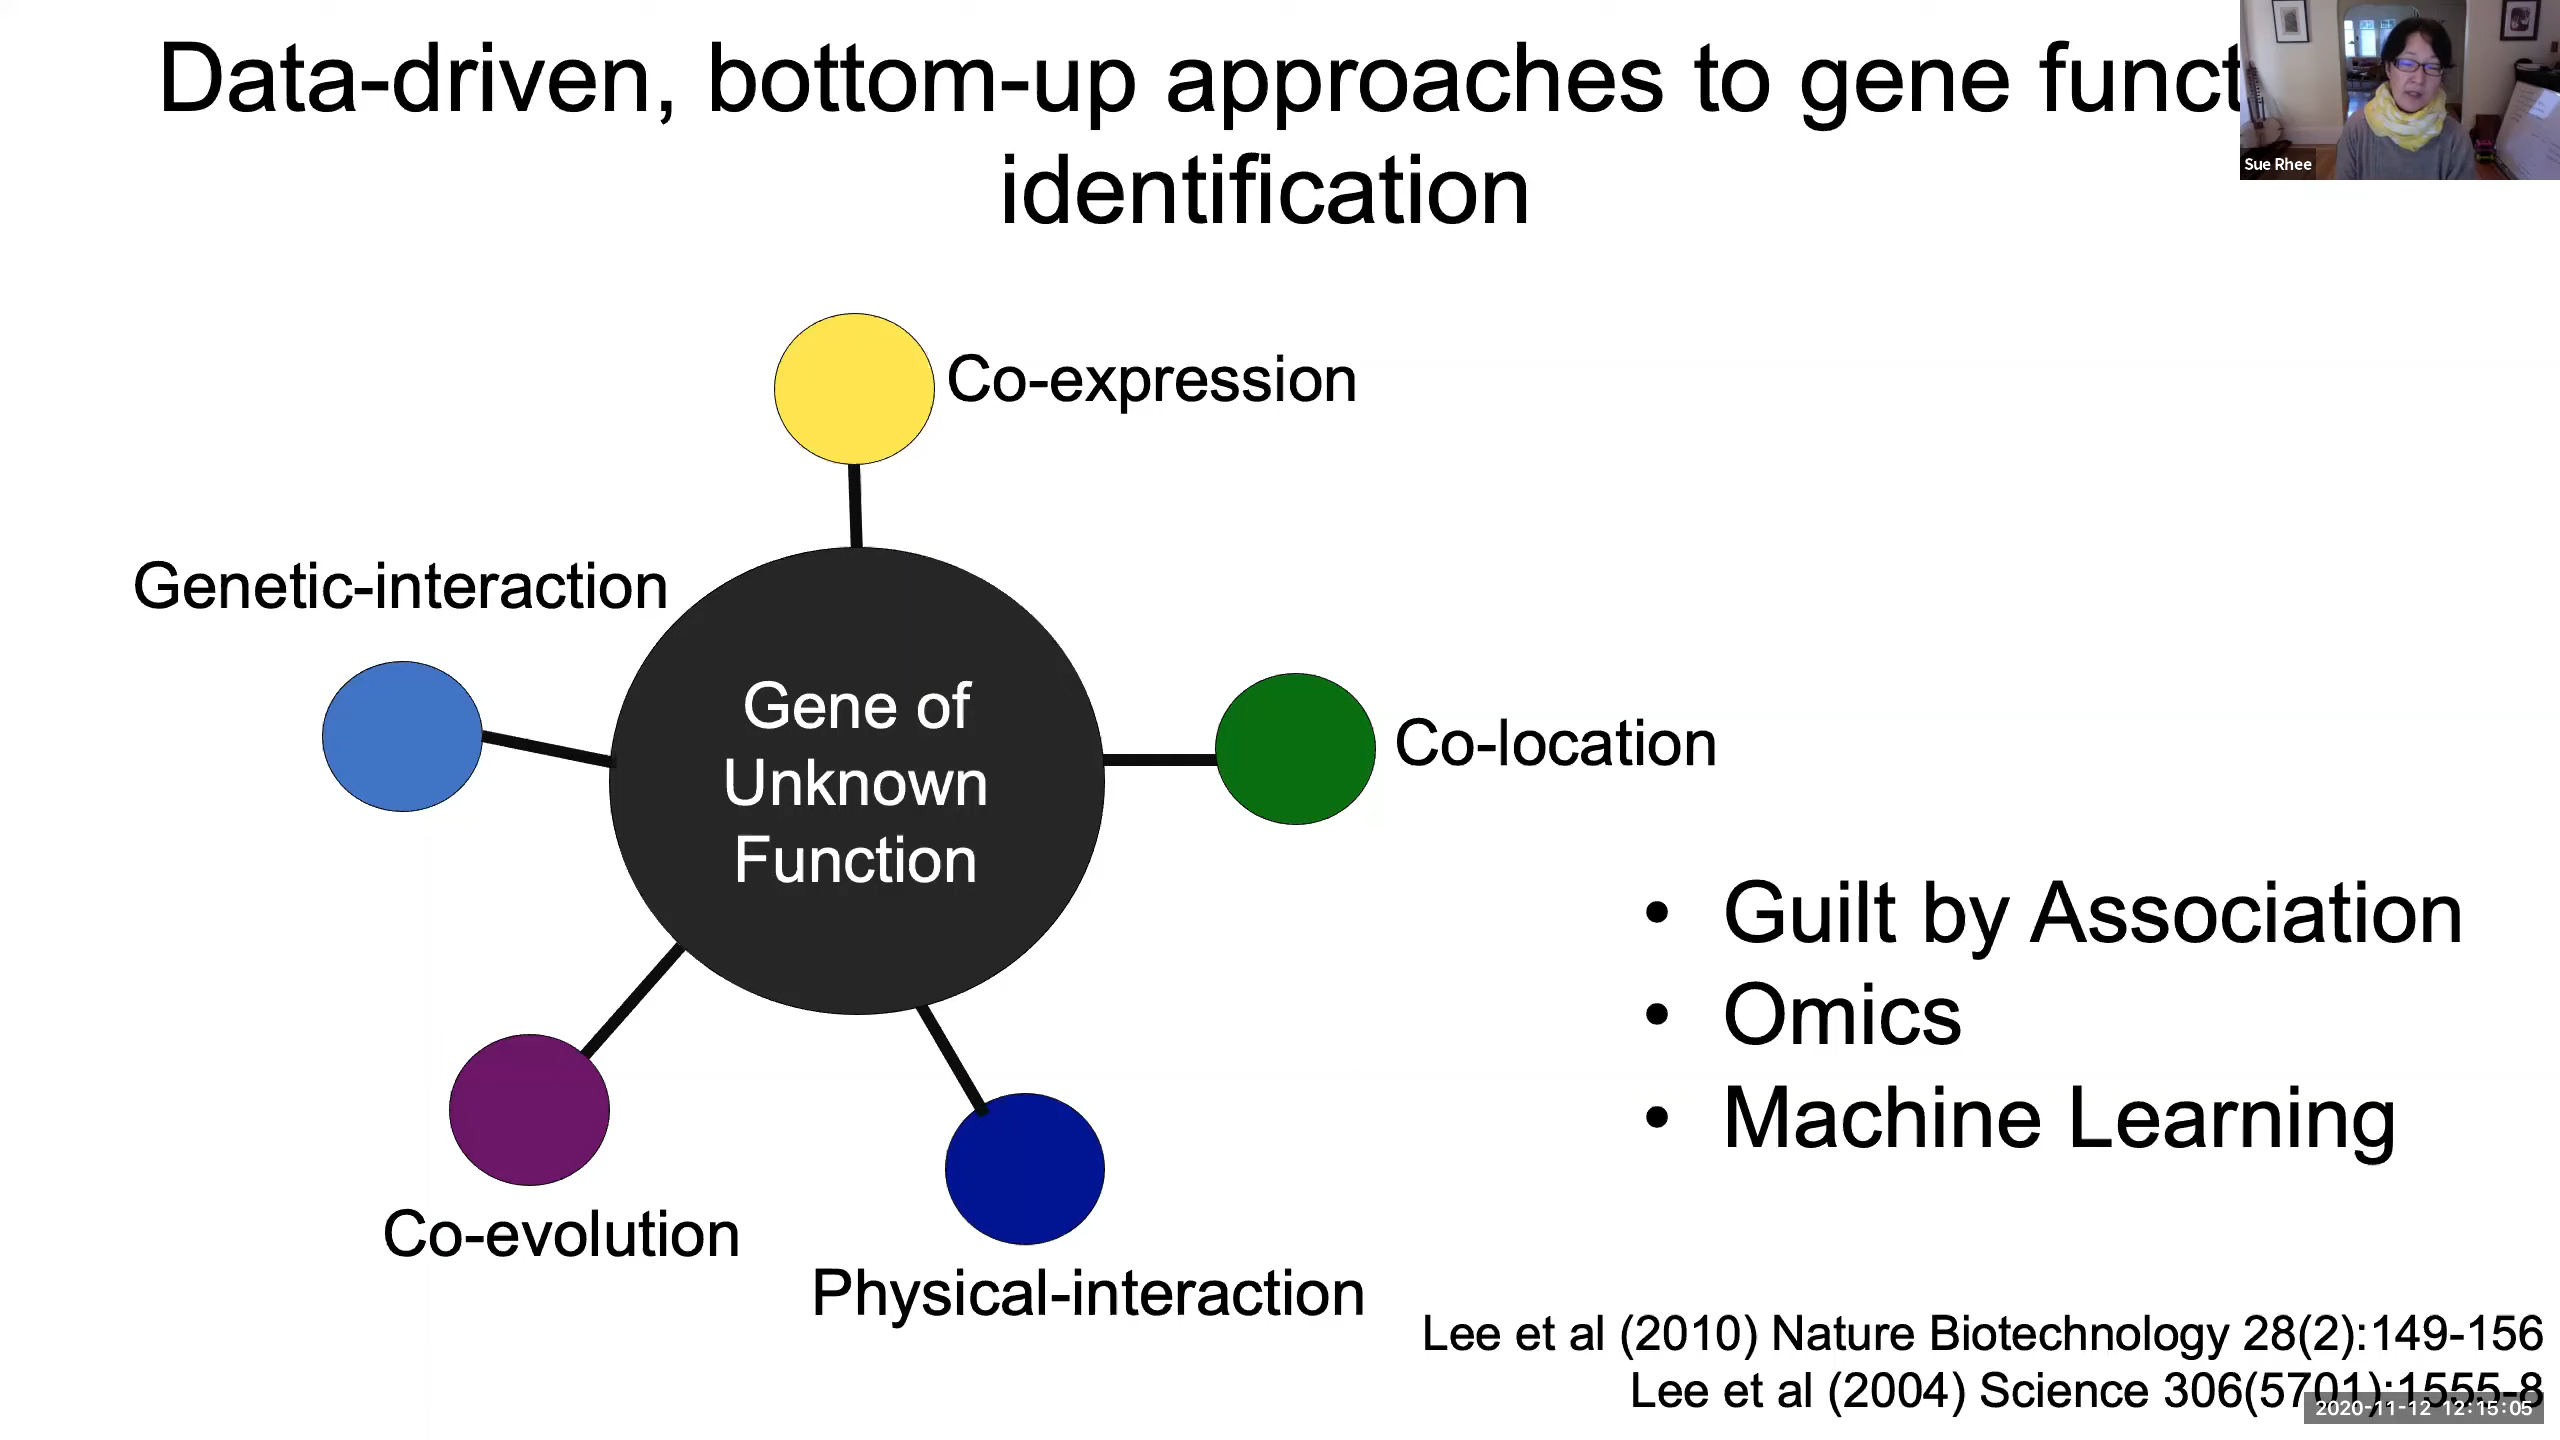 Data-driven, bottom-up approaches to gene funct
identification
Sue Rhee
Co-expression
Genetic-interaction
Gene of
Unknown
Function
Co-location
• Guilt by Association
• Omics
• Machine Learning
Co-evolution
Physical-interaction
Lee et al (2010) Nature Biotechnology 28(2):149-156
Lee et al (2004) Science 306(5701):1555-8
2020-11-12 12:15:05